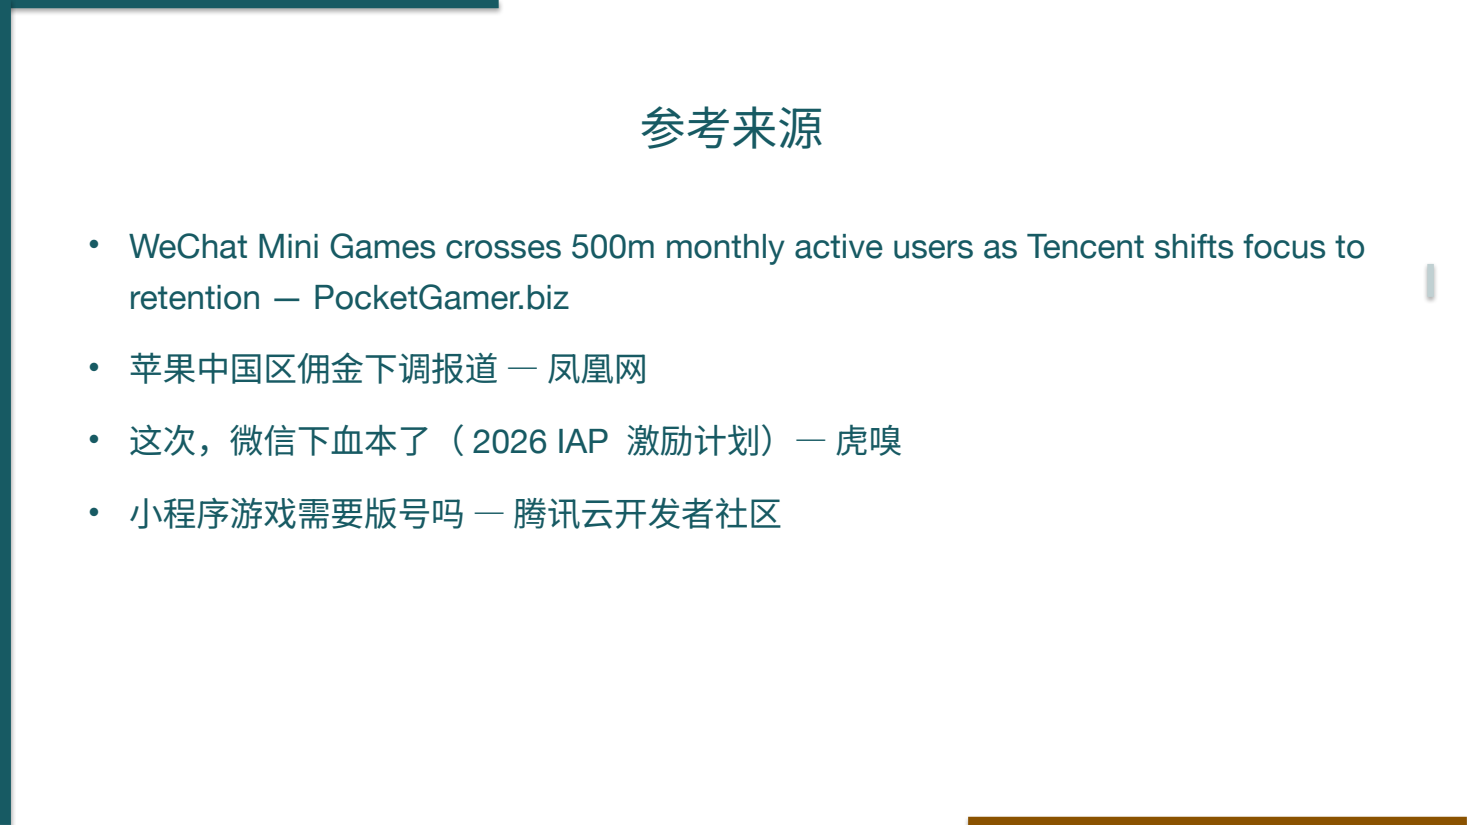 参考来源
• WeChat Mini Games crosses 500m monthly active users as Tencent shifts focus to
retention — PocketGamer.biz
• 苹果中国区佣金下调报道 — 凤凰网
• 这次，微信下血本了（2026 IAP 激励计划）— 虎嗅
• 小程序游戏需要版号吗 — 腾讯云开发者社区